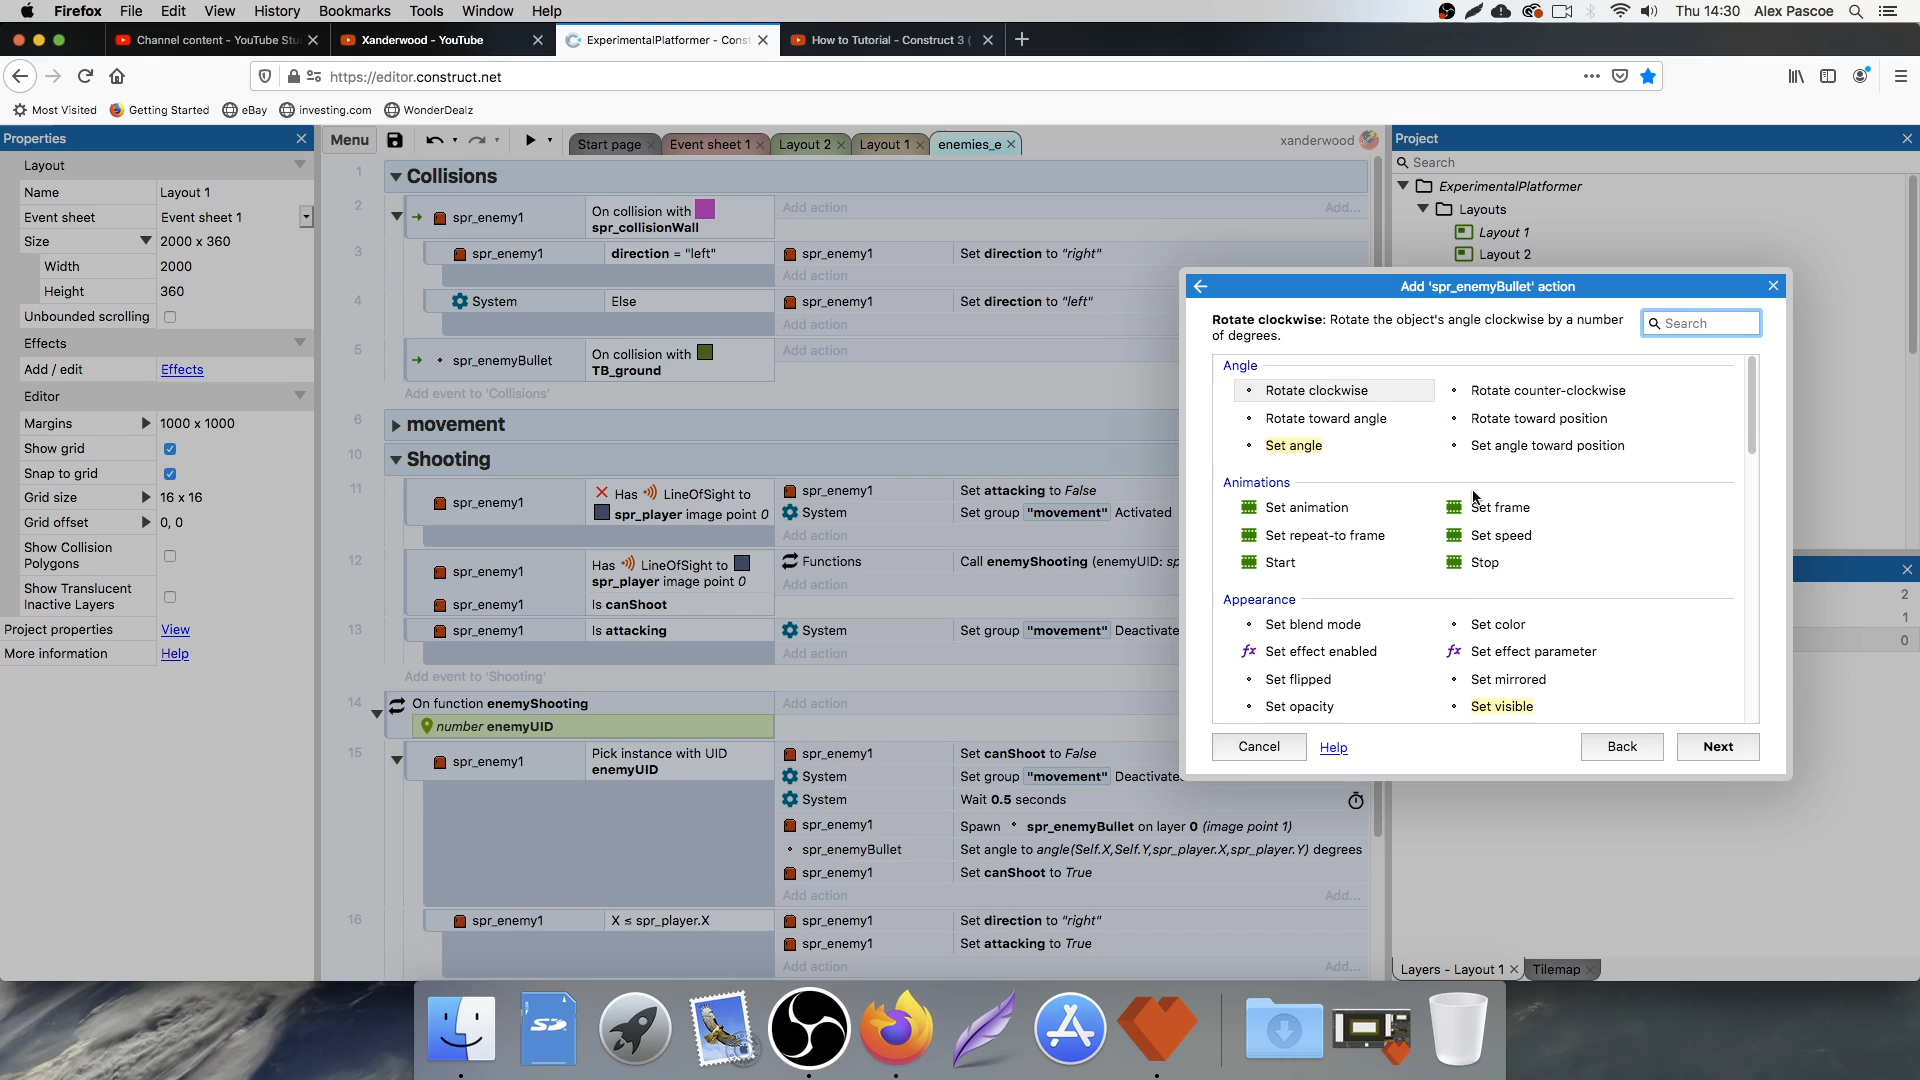 Firefox File Edit View History Bookmarks Tools Window Help Thu 14:30 Alex Pascoe
Channel content - YouTube Stu Xanderwood - YouTube ExperimentalPlatformer - Const How to Tutorial - Construct 3 (
https://editor.construct.net
Most Visited Getting Started eBay investing.com WonderDealz
Properties
Layout
Name Layout 1
Event sheet Event sheet 1
Size 2000 x 360
Width 2000
Height 360
Unbounded scrolling
Effects
Add / edit Effects
Editor
Margins 1000 x 1000
Show grid
Snap to grid
Grid size 16 x 16
Grid offset 0, 0
Show Collision
Polygons
Show Translucent
Inactive Layers
Project properties View
More information Help
Menu Start page Event sheet 1 Layout 2 Layout 1 enemies_e xanderwood
1 Collisions
2 spr_enemy1 On collision with
spr_collisionWall
Add action Add...
3 spr_enemy1 direction = "left" spr_enemy1 Set direction to "right"
Add action
4 System Else spr_enemy1 Set direction to "left"
Add action
5 spr_enemyBullet On collision with
TB_ground
Add action
Add event to 'Collisions'
6 movement
10 Shooting
11 spr_enemy1 Has LineOfSight to
spr_player image point 0
spr_enemy1 Set attacking to False
System Set group "movement" Activated
Add action
12 spr_enemy1 Has LineOfSight to
spr_player image point 0
Functions Call enemyShooting (enemyUID: sp
Add action
spr_enemy1 Is canShoot
13 spr_enemy1 Is attacking System Set group "movement" Deactivate
Add action
Add event to 'Shooting'
14 On function enemyShooting Add action
number enemyUID
15 spr_enemy1 Pick instance with UID
enemyUID
spr_enemy1 Set canShoot to False
System Set group "movement" Deactivate
System Wait 0.5 seconds
spr_enemy1 Spawn spr_enemyBullet on layer 0 (image point 1)
spr_enemyBullet Set angle to angle(Self.X,Self.Y,spr_player.X,spr_player.Y) degrees
spr_enemy1 Set canShoot to True
Add action Add...
16 spr_enemy1 X ≤ spr_player.X spr_enemy1 Set direction to "right"
spr_enemy1 Set attacking to True
Add action Add...
Project
Search
ExperimentalPlatformer
Layouts
Layout 1
Layout 2
Add 'spr_enemyBullet' action
Rotate clockwise: Rotate the object's angle clockwise by a number
of degrees.
Search
Angle
Rotate clockwise Rotate counter-clockwise
Rotate toward angle Rotate toward position
Set angle Set angle toward position
Animations
Set animation Set frame
Set repeat-to frame Set speed
Start Stop
Appearance
Set blend mode Set color
Set effect enabled Set effect parameter
Set flipped Set mirrored
Set opacity Set visible
Cancel Help Back Next
2
1
0
Layers - Layout 1 Tilemap
SD